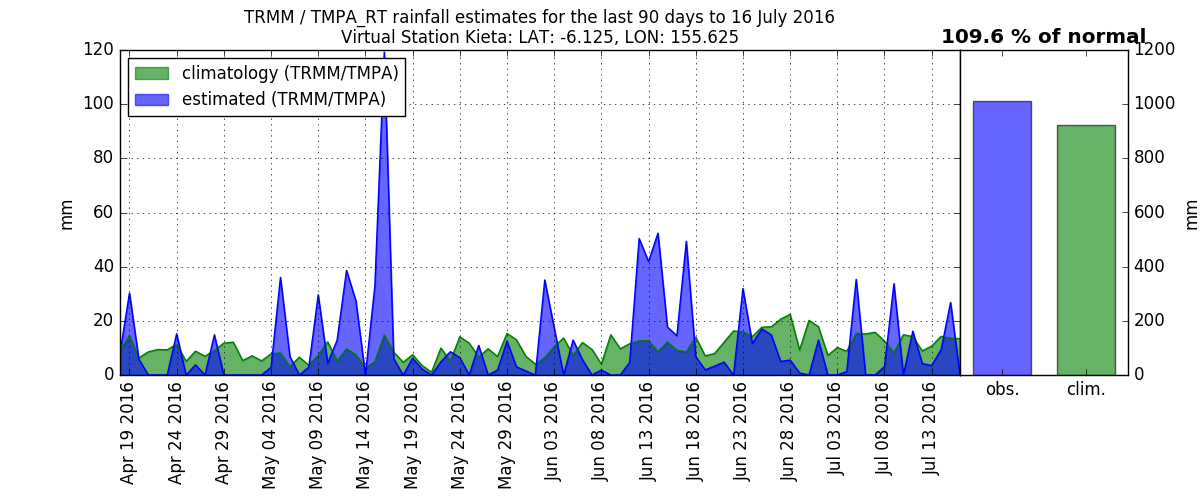 TRMM / TMPA_RT rainfall estimates for the last 90 days to 16 July 2016
Virtual Station Kieta: LAT: -6.125, LON: 155.625
109.6 % of normal
climatology (TRMM/TMPA)
estimated (TRMM/TMPA)
mm
120
100
80
60
40
20
0
Apr 19 2016
Apr 24 2016
Apr 29 2016
May 04 2016
May 09 2016
May 14 2016
May 19 2016
May 24 2016
May 29 2016
Jun 03 2016
Jun 08 2016
Jun 13 2016
Jun 18 2016
Jun 23 2016
Jun 28 2016
Jul 03 2016
Jul 08 2016
Jul 13 2016
obs.
clim.
1200
1000
800
600
400
200
0
mm